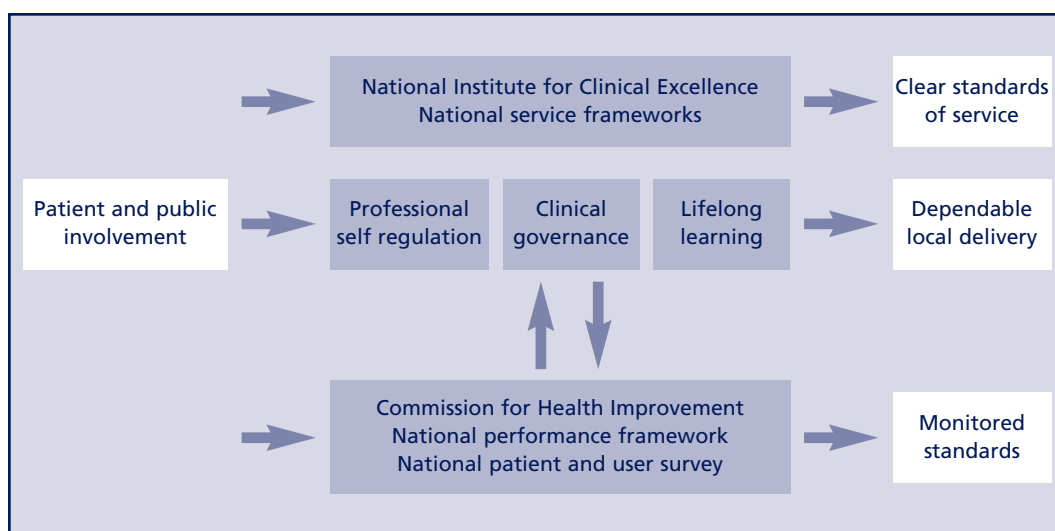 National Institute for Clinical Excellence
National service frameworks
Clear standards
of service
Patient and public
involvement
Professional
self regulation
Clinical
governance
Lifelong
learning
Dependable
local delivery
Commission for Health Improvement
National performance framework
National patient and user survey
Monitored
standards